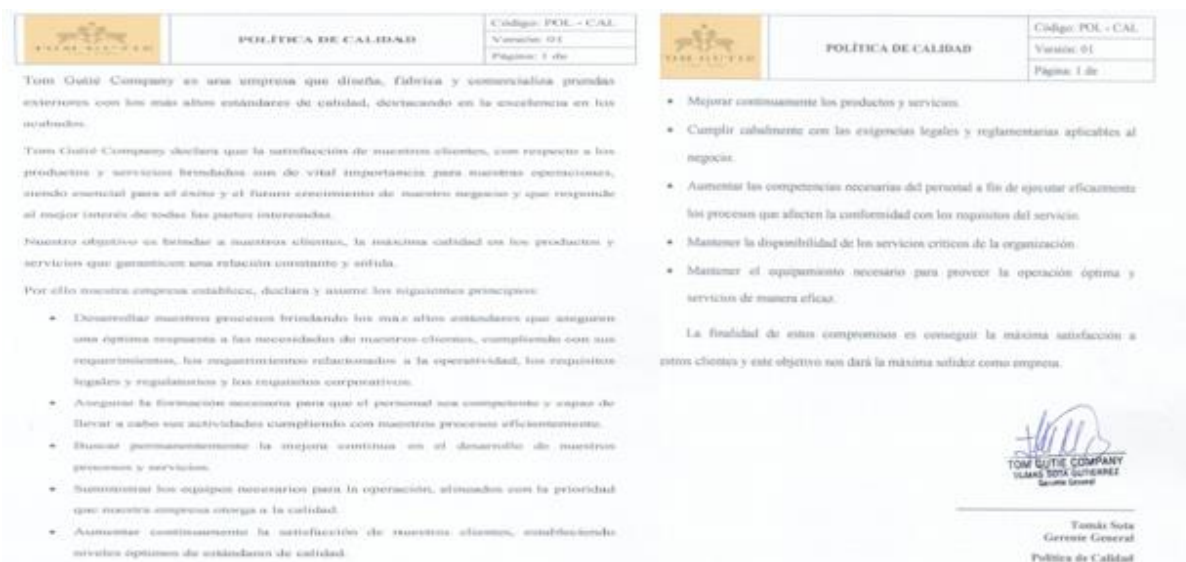 POLÍTICA DE CALIDAD
Código: POL - CAL
Versión: 01
Página: 1 de
Tom Gutié Company es una empresa que diseña, fabrica y comercializa prendas
exteriores con los más altos estándares de calidad, destacando en la excelencia en los
acabados.
Tom Gutié Company declara que la satisfacción de nuestros clientes, con respecto a los
productos y servicios brindados son de vital importancia para nuestras operaciones,
siendo esencial para el éxito y el futuro crecimiento de nuestro negocio y que responde
al mejor interés de todas las partes interesadas.
Nuestro objetivo es brindar a nuestros clientes, la máxima calidad en los productos y
servicios que garanticen una relación constante y sólida.
Por ello nuestra empresa establece, declara y asume los siguientes principios:
• Desarrollar nuestros procesos brindando los más altos estándares que aseguren
una óptima respuesta a las necesidades de nuestros clientes, cumpliendo con sus
requerimientos, los requerimientos relacionados a la operatividad, los requisitos
legales y regulatorios y los requisitos corporativos.
• Asegurar la formación necesaria para que el personal sea competente y capaz de
llevar a cabo sus actividades cumpliendo con nuestros procesos eficientemente.
• Buscar permanentemente la mejora continua en el desarrollo de nuestros
procesos y servicios.
• Suministrar los equipos necesarios para la operación, alineados con la prioridad
que nuestra empresa otorga a la calidad.
• Aumentar continuamente la satisfacción de nuestros clientes, estableciendo
niveles óptimos de estándares de calidad.
POLÍTICA DE CALIDAD
Código: POL - CAL
Versión: 01
Página: 1 de
• Mejorar continuamente los productos y servicios.
• Cumplir cabalmente con las exigencias legales y reglamentarias aplicables al
negocio.
• Aumentar las competencias necesarias del personal a fin de ejecutar eficazmente
los procesos que afecten la conformidad con los requisitos del servicio.
• Mantener la disponibilidad de los servicios críticos de la organización.
• Mantener el equipamiento necesario para proveer la operación óptima y
servicios de manera eficaz.
La finalidad de estos compromisos es conseguir la máxima satisfacción a
estros clientes y este objetivo nos dará la máxima solidez como empresa.
TOM GUTIE COMPANY
SOTA GUTIERREZ
Gerente General
Tomás Sota
Gerente General
Política de Calidad